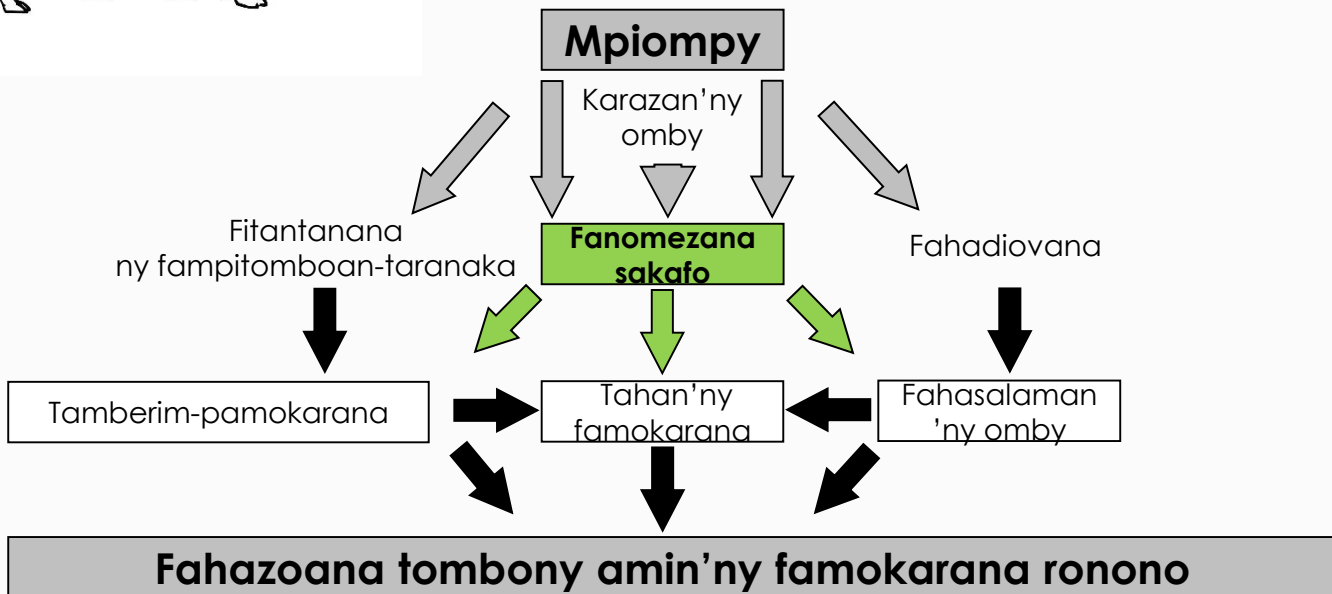 Mpiompy
Karazan’ny
omby
Fitantanana
ny fampitomboan-taranaka
Fanomezana
sakafo
Fahadiovana
Tamberim-pamokarana
Tahan’ny
famokarana
Fahasalaman
’ny omby
Fahazoana tombony amin’ny famokarana ronono